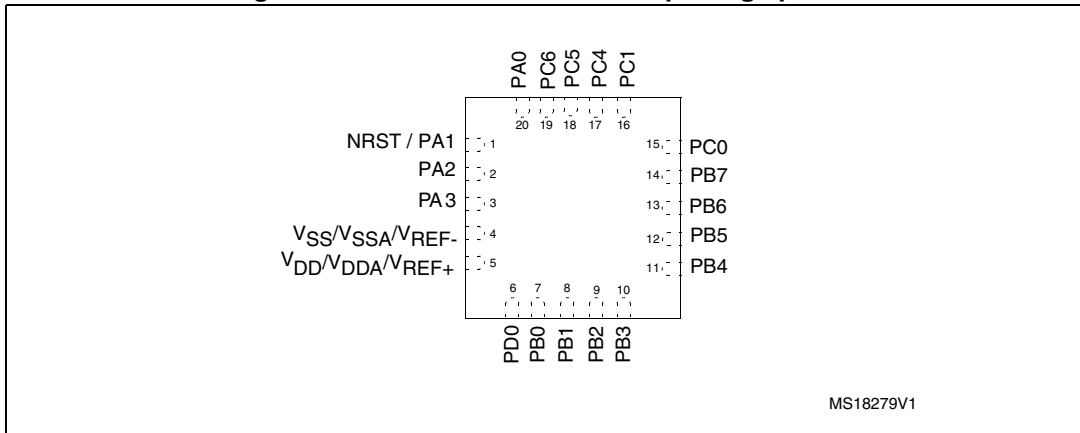 PA0 PC6 PC5 PC4 PC1
20 19 18 17 16
NRST / PA1 1 15 PC0
PA2 2 14 PB7
PA3 3 13 PB6
VSS/VSSA/VREF- 4 12 PB5
VDD/VDDA/VREF+ 5 11 PB4
6 7 8 9 10
PD0 PB0 PB1 PB2 PB3
MS18279V1